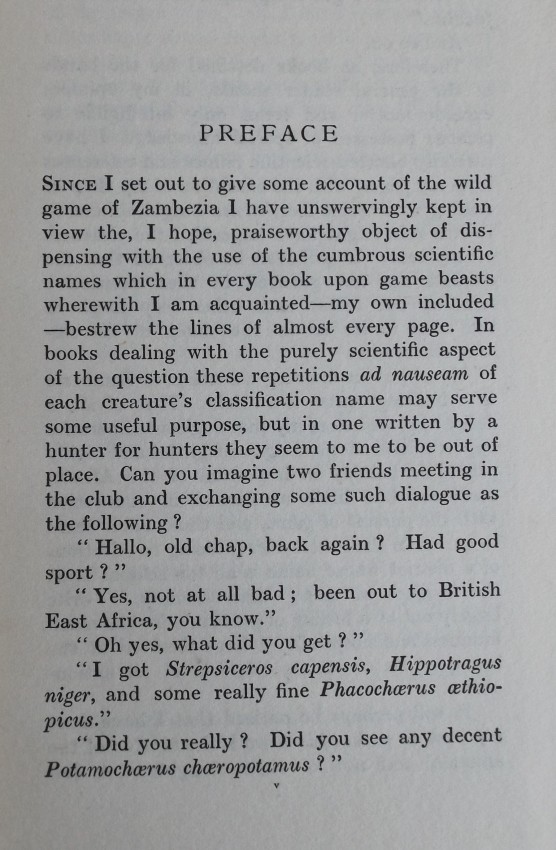 PREFACE
SINCE I set out to give some account of the wild
game of Zambezia I have unswervingly kept in
view the, I hope, praiseworthy object of dis-
pensing with the use of the cumbrous scientific
names which in every book upon game beasts
wherewith I am acquainted—my own included
—bestrew the lines of almost every page. In
books dealing with the purely scientific aspect
of the question these repetitions ad nauseam of
each creature's classification name may serve
some useful purpose, but in one written by a
hunter for hunters they seem to me to be out of
place. Can you imagine two friends meeting in
the club and exchanging some such dialogue as
the following ?
“ Hallo, old chap, back again ? Had good
sport ? ”
“ Yes, not at all bad ; been out to British
East Africa, you know.”
“ Oh yes, what did you get ? ”
“ I got Strepsiceros capensis, Hippotragus
niger, and some really fine Phacochœrus œthio-
picus.”
“ Did you really ? Did you see any decent
Potamochœrus chœropotamus ? ”
v